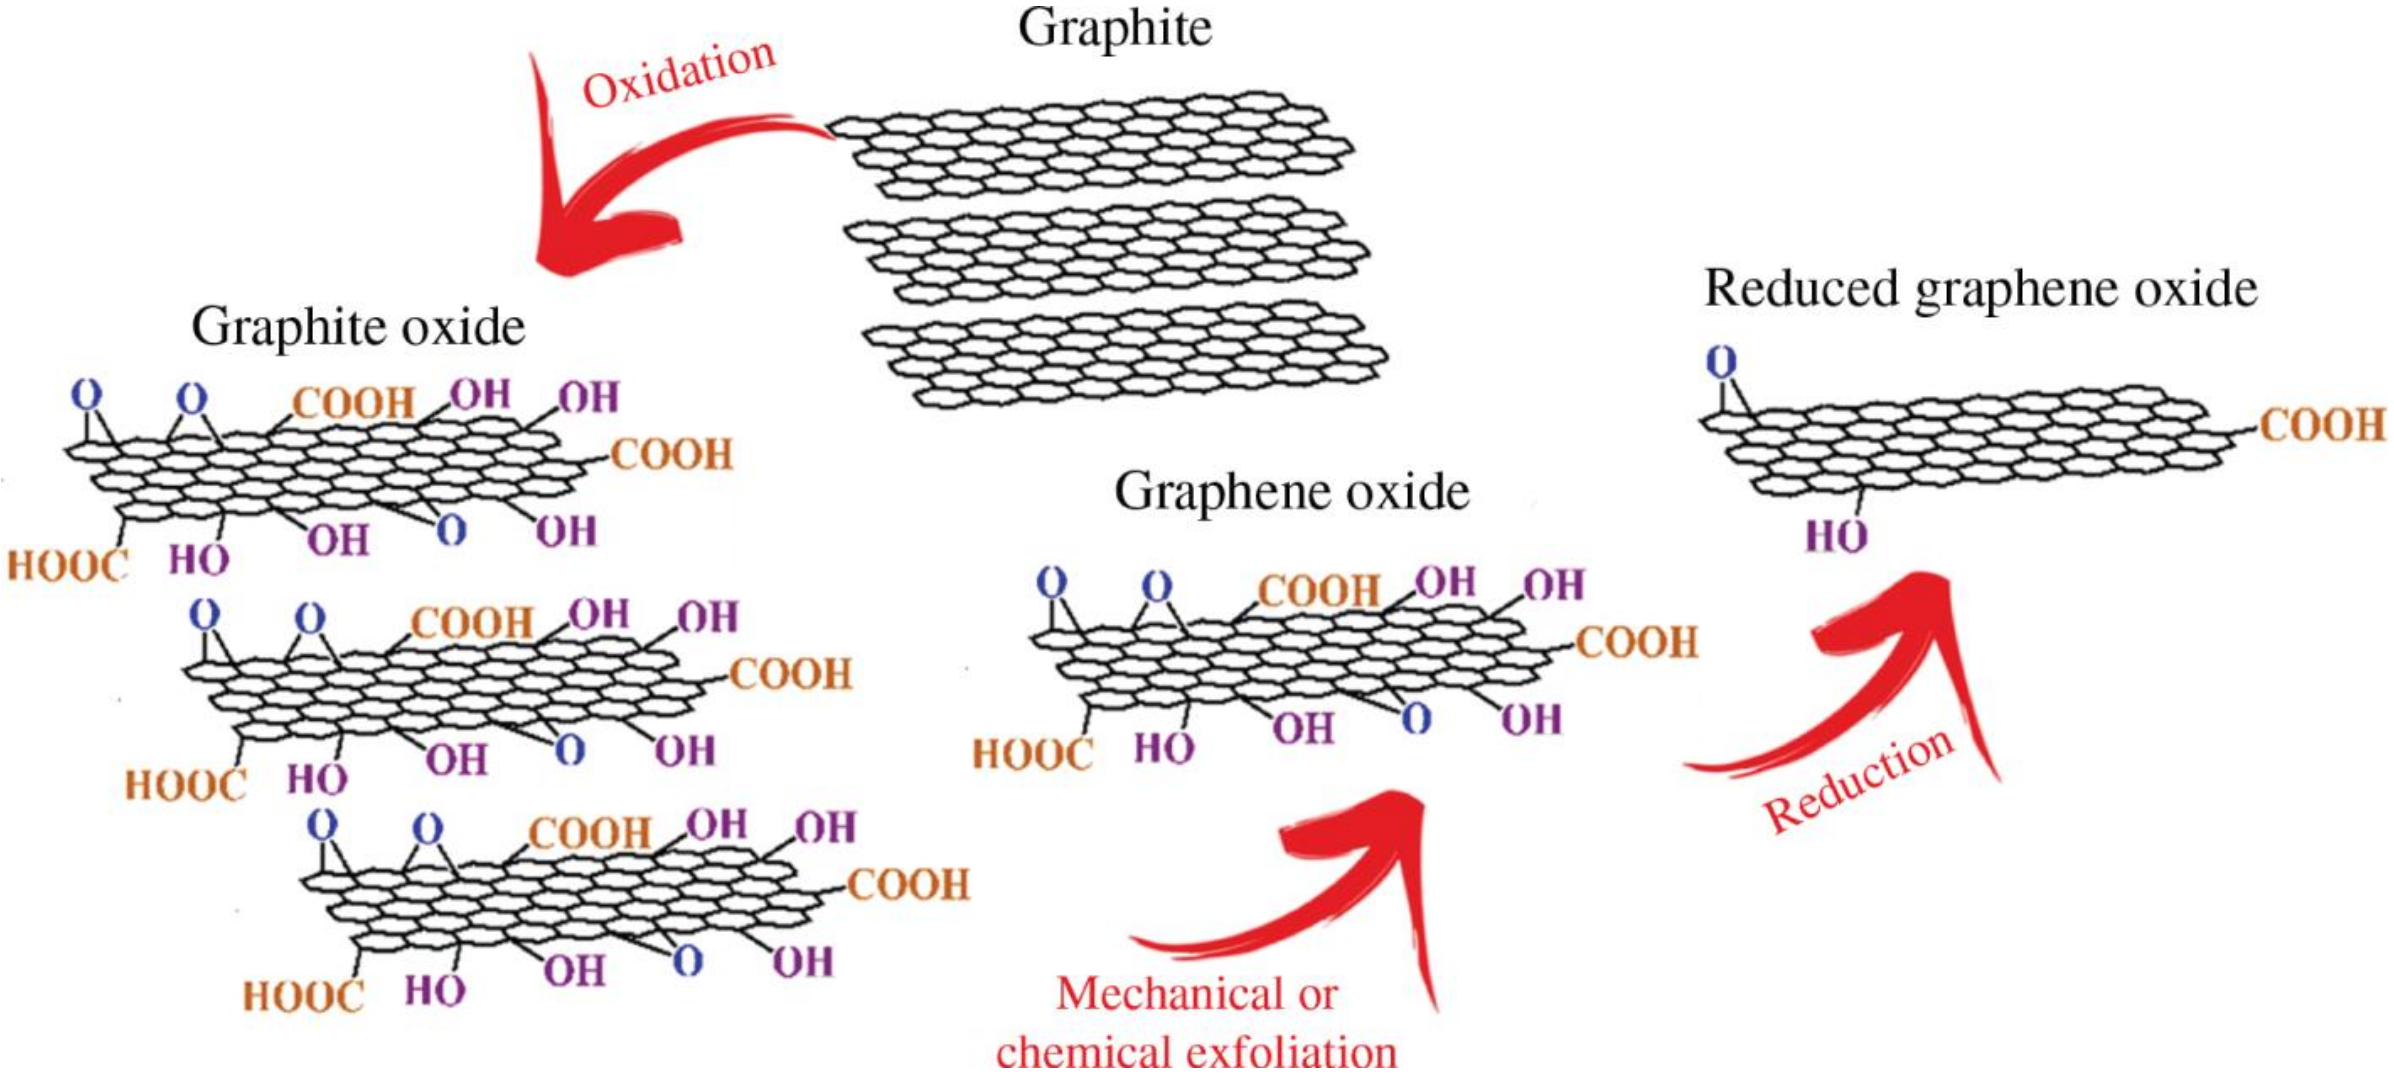 Graphite
Oxidation
Graphite oxide
O O COOH OH OH
COOH
HOOC HO OH O OH
O O COOH OH OH
COOH
HOOC HO OH O OH
O O COOH OH OH
COOH
HOOC HO OH O OH
Mechanical or
chemical exfoliation
Graphene oxide
O O COOH OH OH
COOH
HOOC HO OH O OH
Reduction
Reduced graphene oxide
O
COOH
HO